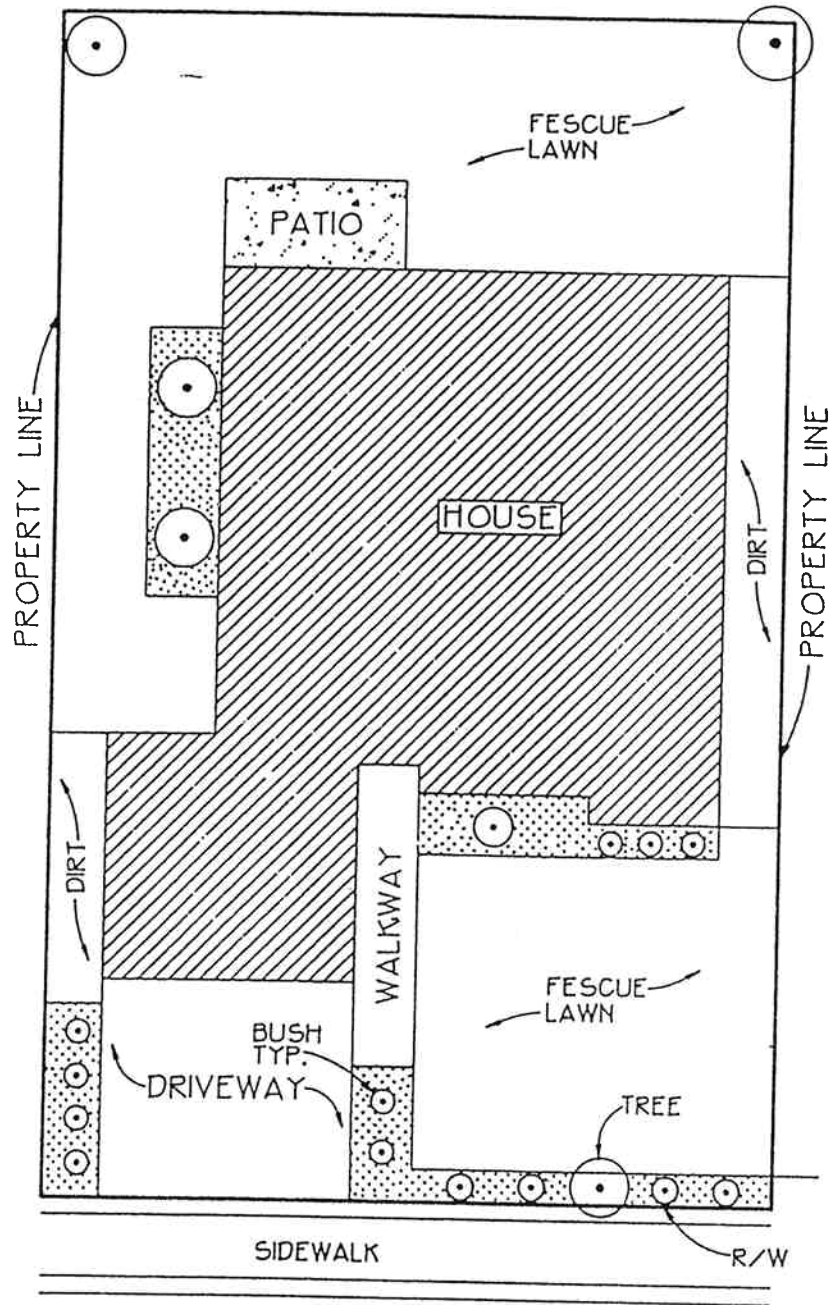 FESCUE
LAWN
PATIO
PROPERTY LINE
HOUSE
DIRT
PROPERTY LINE
DIRT
WALKWAY
FESCUE
LAWN
BUSH
TYP.
DRIVEWAY
TREE
SIDEWALK
R/W